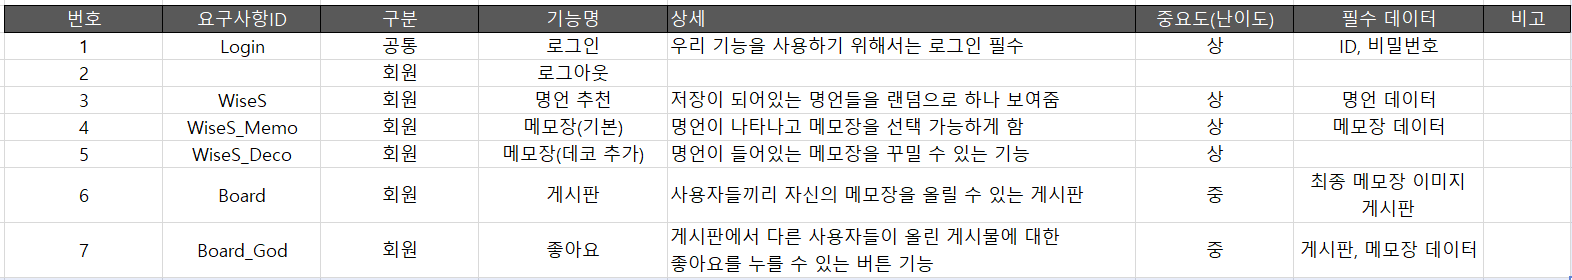 번호 요구사항ID 구분 기능명 상세 중요도(난이도) 필수 데이터 비고
1 Login 공통 로그인 우리 기능을 사용하기 위해서는 로그인 필수 상 ID, 비밀번호
2 회원 로그아웃
3 WiseS 회원 명언 추천 저장이 되어있는 명언들을 랜덤으로 하나 보여줌 상 명언 데이터
4 WiseS_Memo 회원 메모장(기본) 명언이 나타나고 메모장을 선택 가능하게 함 상 메모장 데이터
5 WiseS_Deco 회원 메모장(데코 추가) 명언이 들어있는 메모장을 꾸밀 수 있는 기능 상
6 Board 회원 게시판 사용자들끼리 자신의 메모장을 올릴 수 있는 게시판 중 최종 메모장 이미지
게시판
7 Board_God 회원 좋아요 게시판에서 다른 사용자들이 올린 게시물에 대한
좋아요를 누를 수 있는 버튼 기능 중 게시판, 메모장 데이터